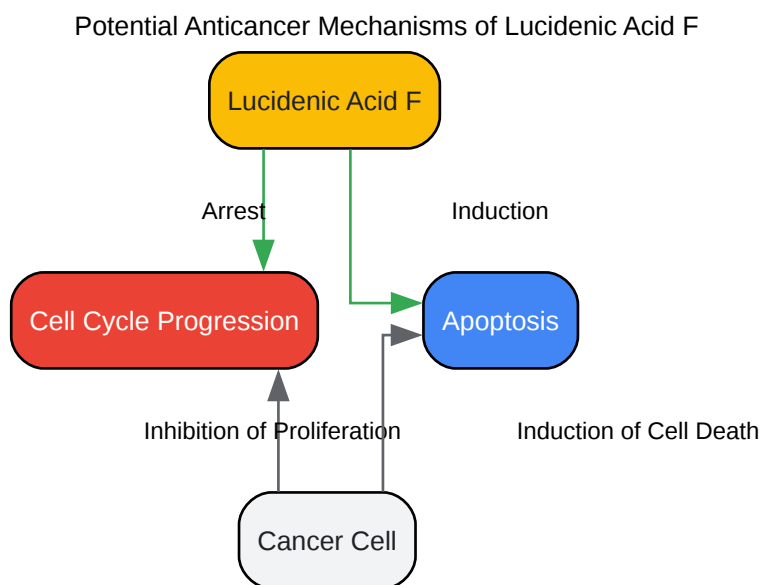 Potential Anticancer Mechanisms of Lucidenic Acid F
Lucidenic Acid F
Arrest
Induction
Cell Cycle Progression
Apoptosis
Inhibition of Proliferation
Induction of Cell Death
Cancer Cell